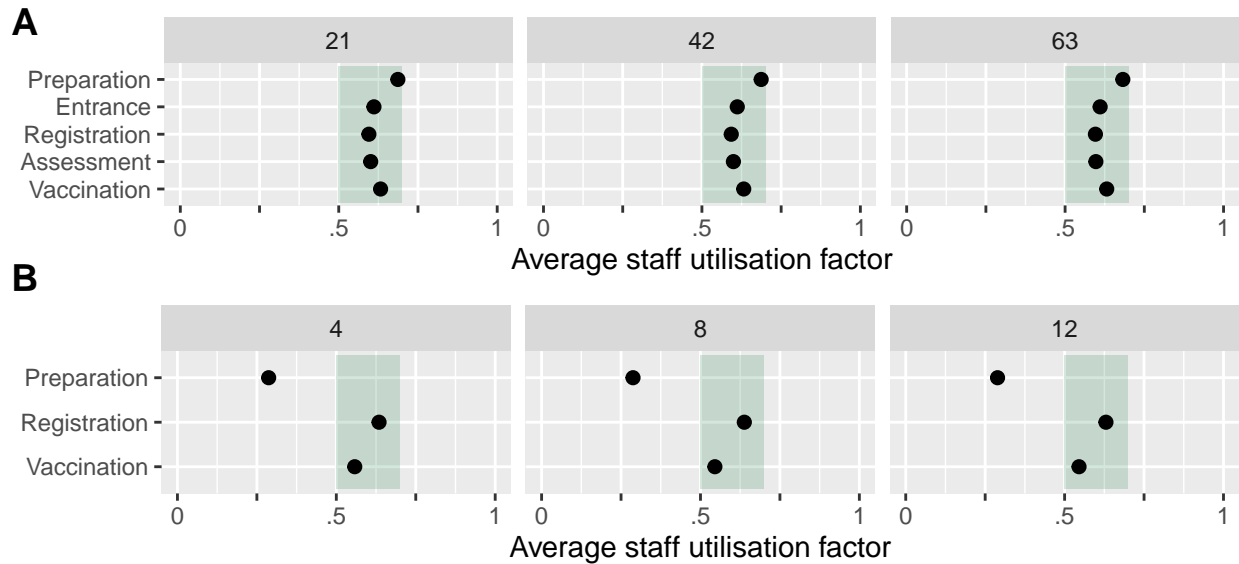 A
21 42 63
Preparation
Entrance
Registration
Assessment
Vaccination
0 .5 1 0 .5 1 0 .5 1
Average staff utilisation factor
B
4 8 12
Preparation
Registration
Vaccination
0 .5 1 0 .5 1 0 .5 1
Average staff utilisation factor